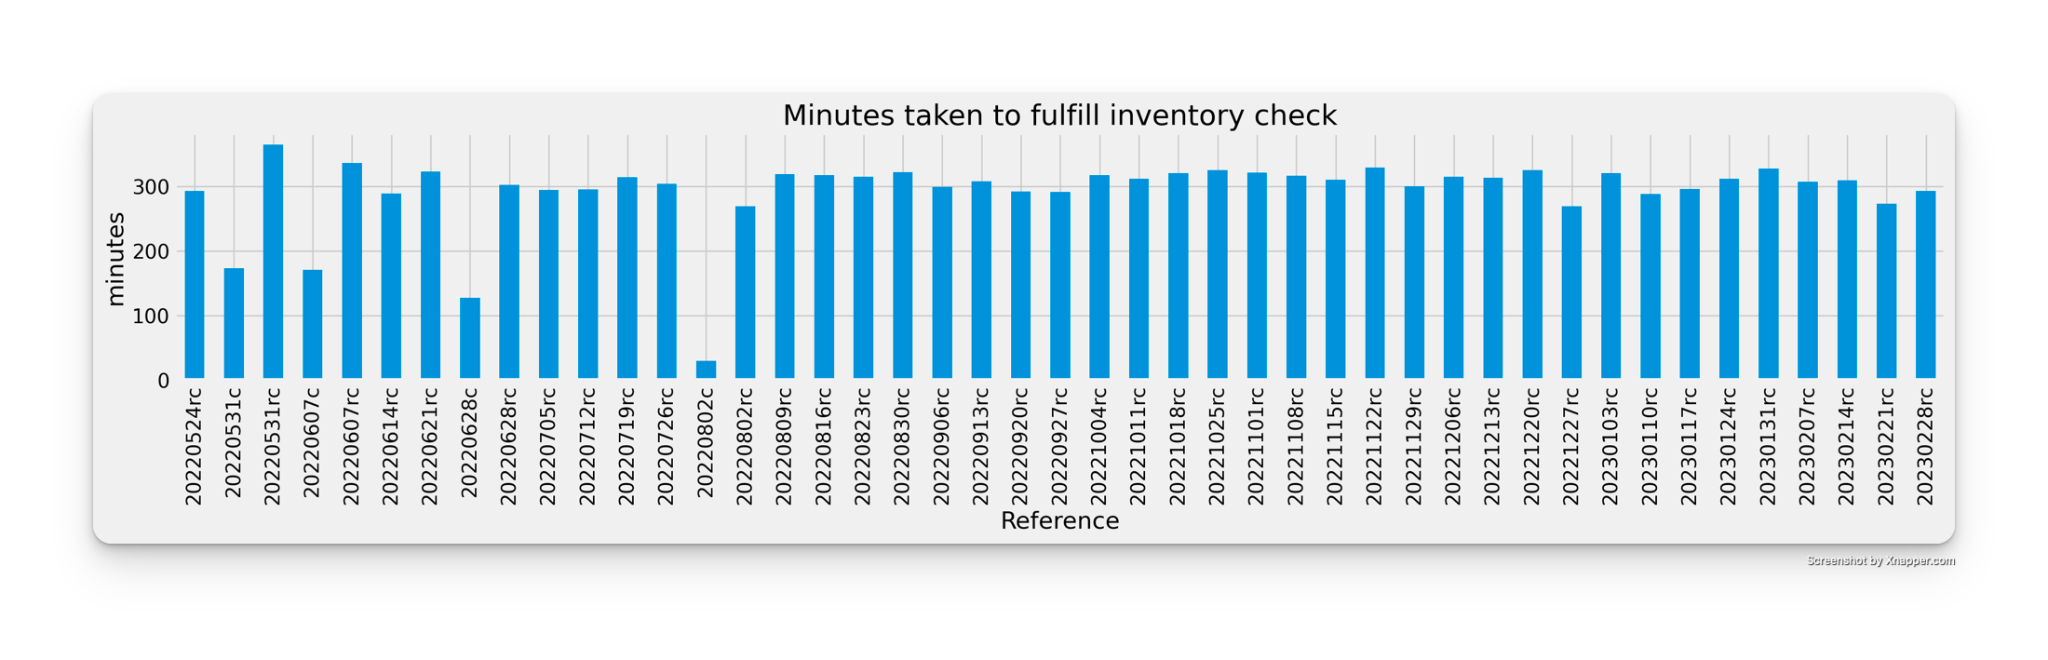 Minutes taken to fulfill inventory check
minutes
300
200
100
0
20220524rc
20220531c
20220531rc
20220607c
20220607rc
20220614rc
20220621rc
20220628c
20220628rc
20220705rc
20220712rc
20220719rc
20220726rc
20220802c
20220802rc
20220809rc
20220816rc
20220823rc
20220830rc
20220906rc
20220913rc
20220920rc
20220927rc
20221004rc
20221011rc
20221018rc
20221025rc
20221101rc
20221108rc
20221115rc
20221122rc
20221129rc
20221206rc
20221213rc
20221220rc
20221227rc
20230103rc
20230110rc
20230117rc
20230124rc
20230131rc
20230207rc
20230214rc
20230221rc
20230228rc
Reference
Screenshot by Xnapper.com